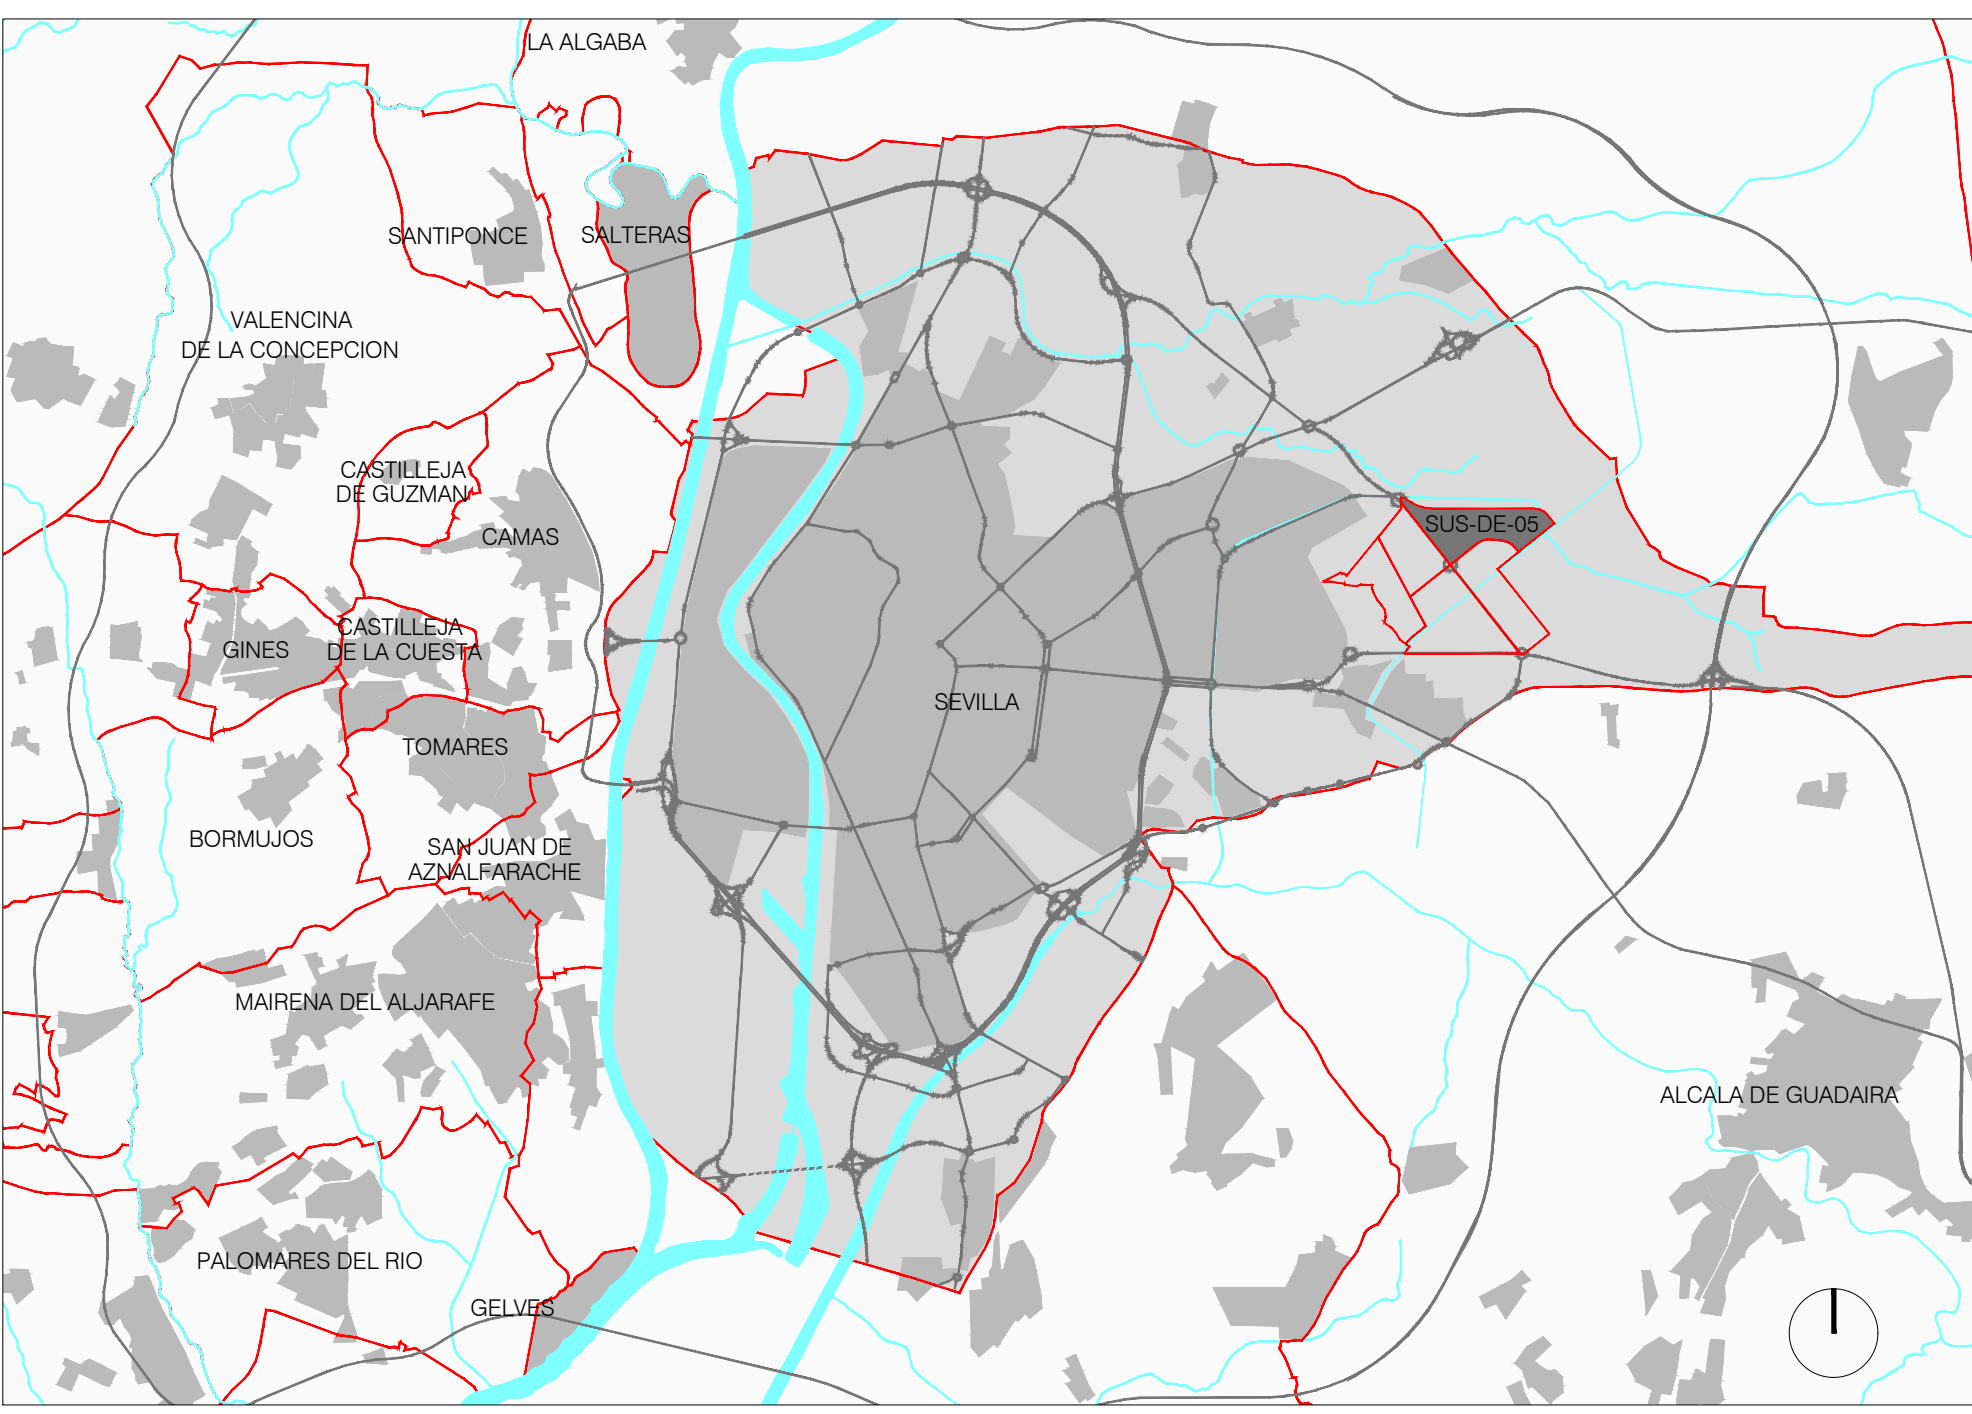 LA ALGABA
SANTIPONCE
SALTERAS
VALENCINA
DE LA CONCEPCION
CASTILLEJA
DE GUZMAN
CAMAS
SUS-DE-05
GINES
CASTILLEJA
DE LA CUESTA
SEVILLA
TOMARES
BORMUJOS
SAN JUAN DE
AZNALFARACHE
MAIRENA DEL ALJARAFE
ALCALA DE GUADAIRA
PALOMARES DEL RIO
GELVES